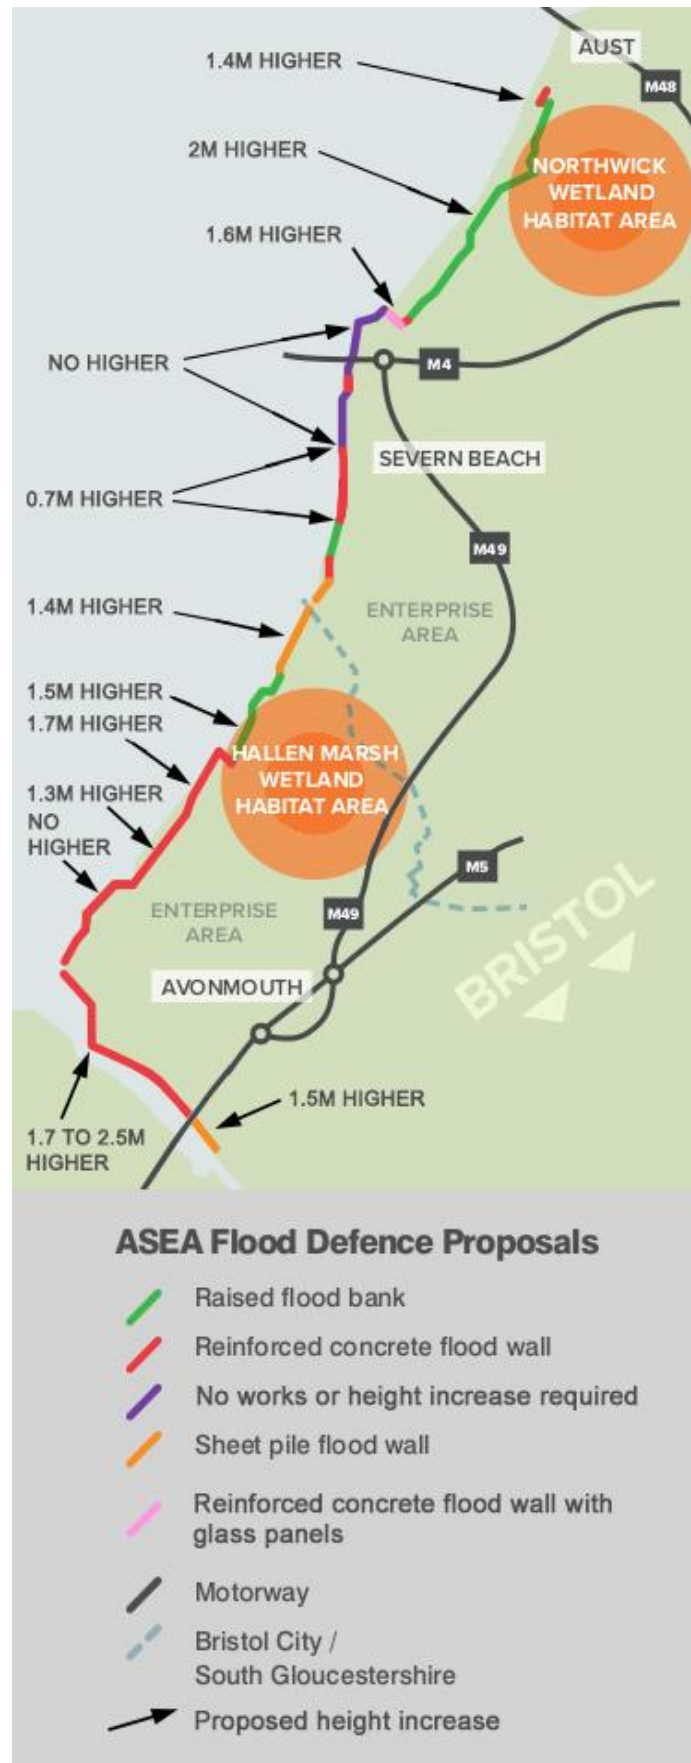 1.4M HIGHER
AUST
M48
2M HIGHER
NORTHWICK
WETLAND
HABITAT AREA
1.6M HIGHER
NO HIGHER
M4
SEVERN BEACH
0.7M HIGHER
M49
1.4M HIGHER
ENTERPRISE
AREA
1.5M HIGHER
1.7M HIGHER
HALLEN MARSH
WETLAND
HABITAT AREA
1.3M HIGHER
NO
HIGHER
M5
ENTERPRISE
AREA
M49
BRISTOL
AVONMOUTH
1.5M HIGHER
1.7 TO 2.5M
HIGHER
ASEA Flood Defence Proposals
Raised flood bank
Reinforced concrete flood wall
No works or height increase required
Sheet pile flood wall
Reinforced concrete flood wall with
glass panels
Motorway
Bristol City /
South Gloucestershire
Proposed height increase